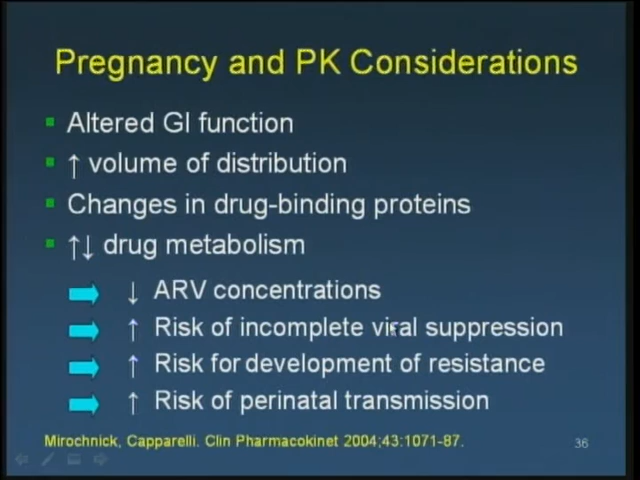 Pregnancy and PK Considerations
Altered GI function
↑ volume of distribution
Changes in drug-binding proteins
↑↓ drug metabolism
↓ ARV concentrations
↑ Risk of incomplete viral suppression
↑ Risk for development of resistance
↑ Risk of perinatal transmission
Mirochnick, Capparelli. Clin Pharmacokinet 2004;43:1071-87.
36